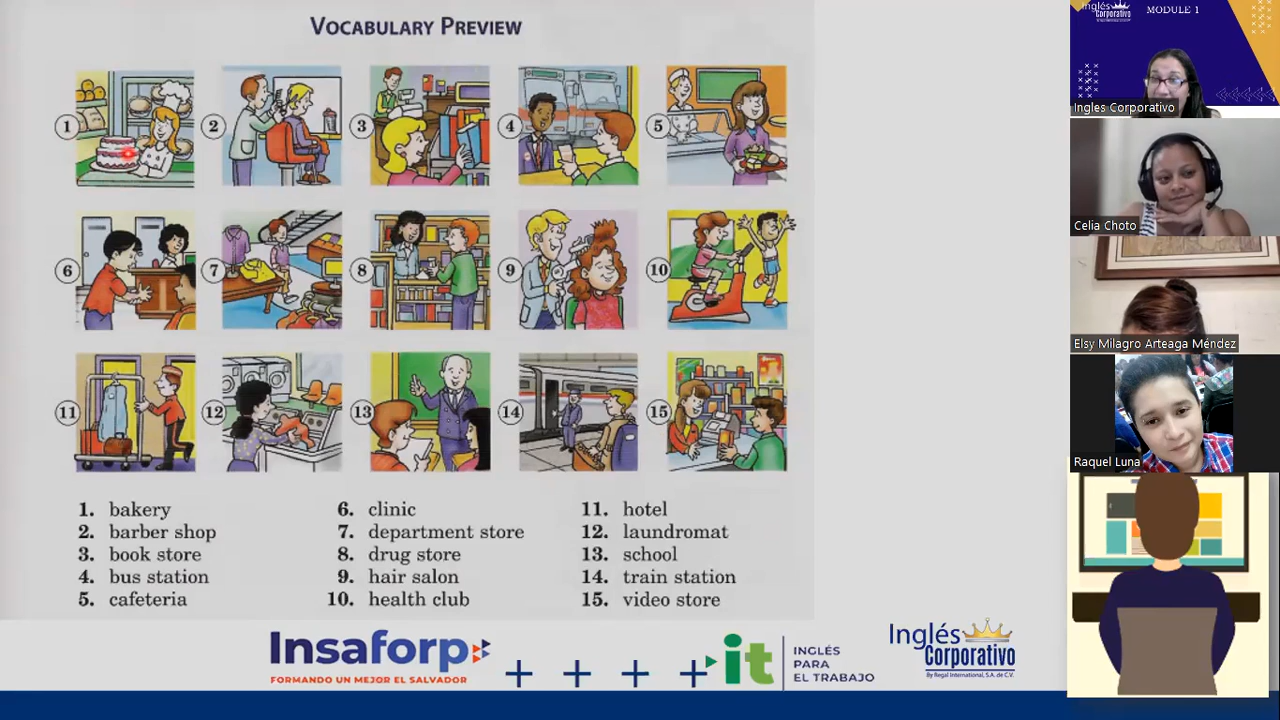 VOCABULARY PREVIEW
1
2
3
4
5
6
7
8
9
10
11
12
13
14
15
1. bakery
2. barber shop
3. book store
4. bus station
5. cafeteria
6. clinic
7. department store
8. drug store
9. hair salon
10. health club
11. hotel
12. laundromat
13. school
14. train station
15. video store
Insaforp
FORMANDO UN MEJOR EL SALVADOR
it
INGLÉS
PARA
EL TRABAJO
Inglés
Corporativo
By Regal International, S.A. de C.V.
Inglés
Corporativo
MODULE 1
Ingles Corporativo
Celia Choto
Elsy Milagro Arteaga Méndez
Raquel Luna